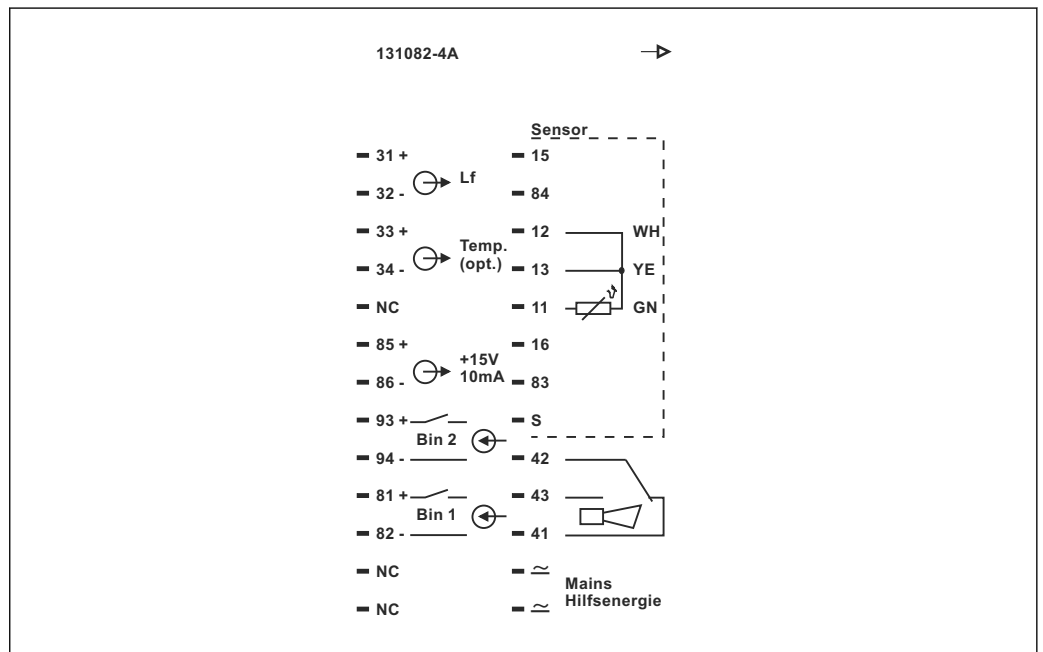 131082-4A
Sensor
31 +
32 -
Lf
33 +
34 -
Temp.
(opt.)
NC
85 +
86 -
+15V
10mA
93 +
94 -
Bin 2
81 +
82 -
Bin 1
NC
NC
15
84
12
WH
13
YE
11
GN
16
83
S
42
43
41
Mains
Hilfsenergie